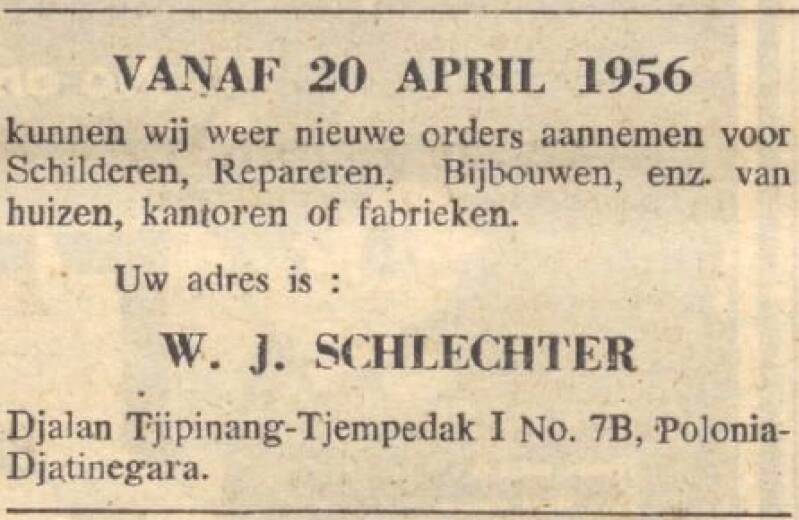 VANAF 20 APRIL 1956
kunnen wij weer nieuwe orders aannemen voor
Schilderen, Repareren. Bijbouwen, enz. van
huizen, kantoren of fabrieken.
Uw adres is :
W. J. SCHLECHTER
Djalan Tjipinang-Tjempedak I No. 7B, Polonia-
Djatinegara.